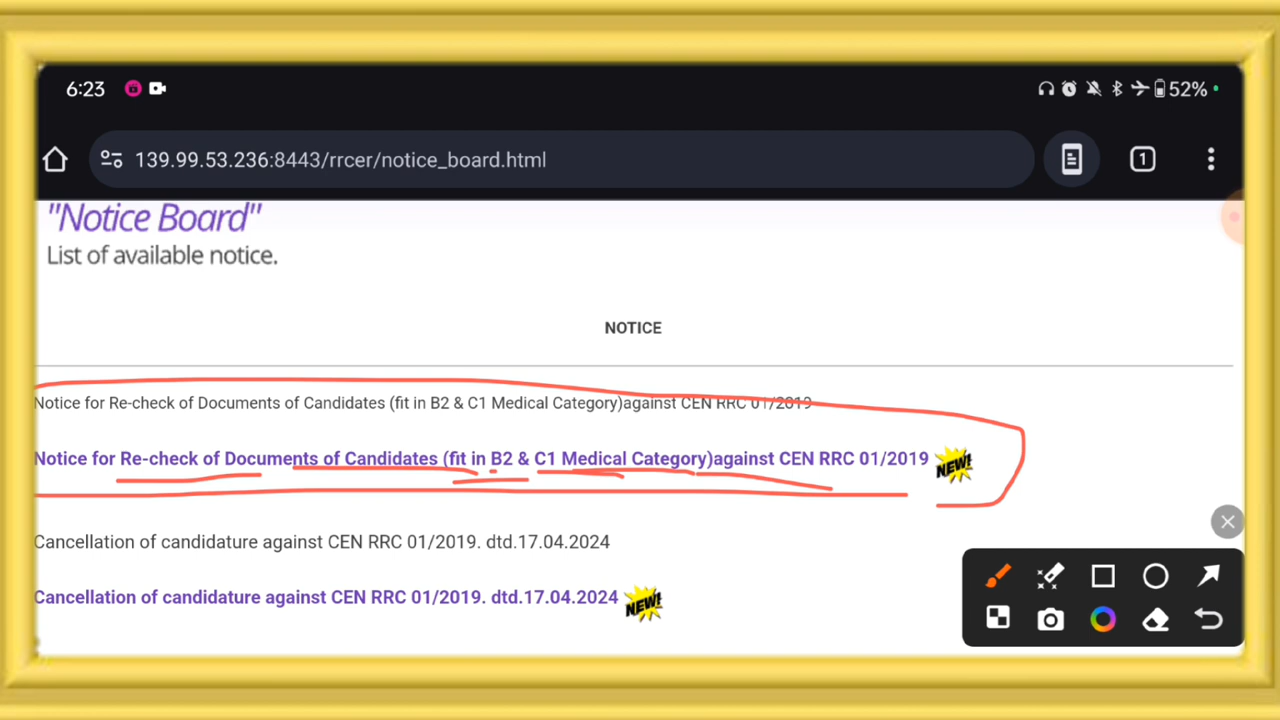 6:23
52%
139.99.53.236:8443/rrcer/notice_board.html
1
"Notice Board"
List of available notice.
NOTICE
Notice for Re-check of Documents of Candidates (fit in B2 & C1 Medical Category)against CEN RRC 01/2019
Notice for Re-check of Documents of Candidates (fit in B2 & C1 Medical Category)against CEN RRC 01/2019 NEW!
Cancellation of candidature against CEN RRC 01/2019. dtd.17.04.2024
Cancellation of candidature against CEN RRC 01/2019. dtd.17.04.2024 NEW!